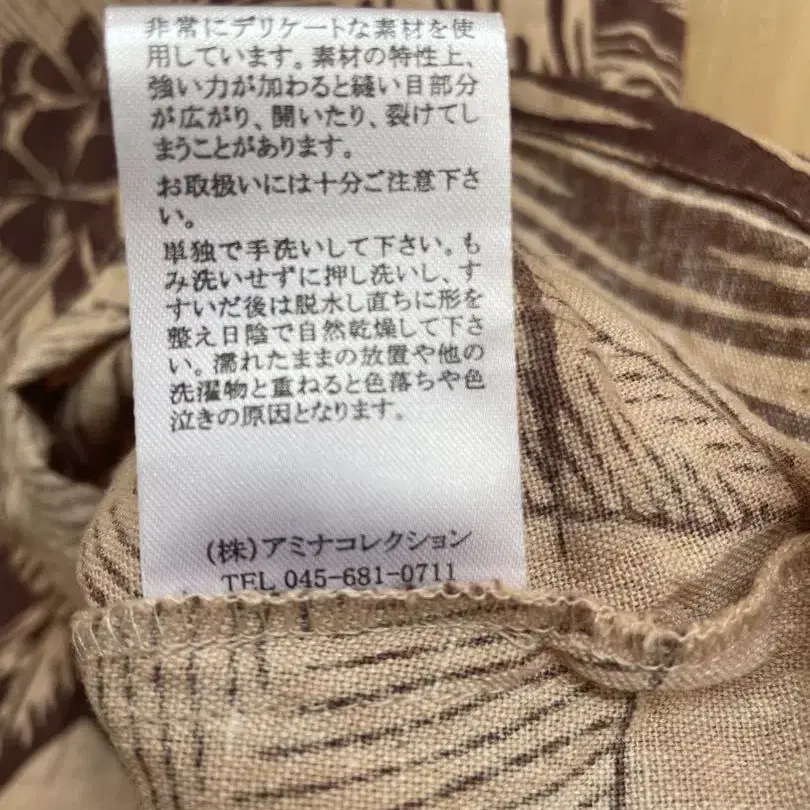 非常にデリケートな素材を使
用しています。素材の特性上、
強い力が加わると縫い目部分
が広がり、開いたり、裂けてし
まうことがあります。
お取扱いには十分ご注意下さ
い。
単独で手洗いして下さい。も
み洗いせずに押し洗いし、す
すいだ後は脱水し直ちに形を
整え日陰で自然乾燥して下さ
い。濡れたままの放置や他の
洗濯物と重ねると色落ちや色
泣きの原因となります。
(株)アミナコレクション
TEL 045-681-0711